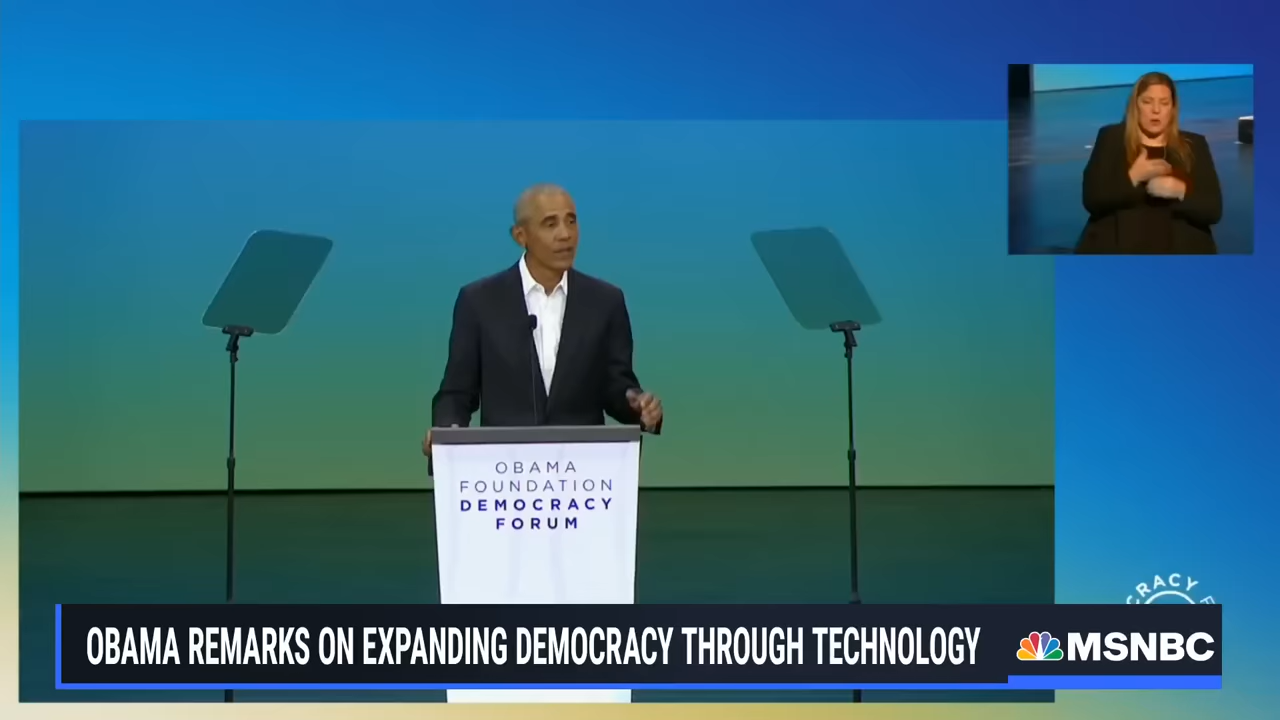 OBAMA
FOUNDATION
DEMOCRACY
FORUM
OBAMA REMARKS ON EXPANDING DEMOCRACY THROUGH TECHNOLOGY
MSNBC